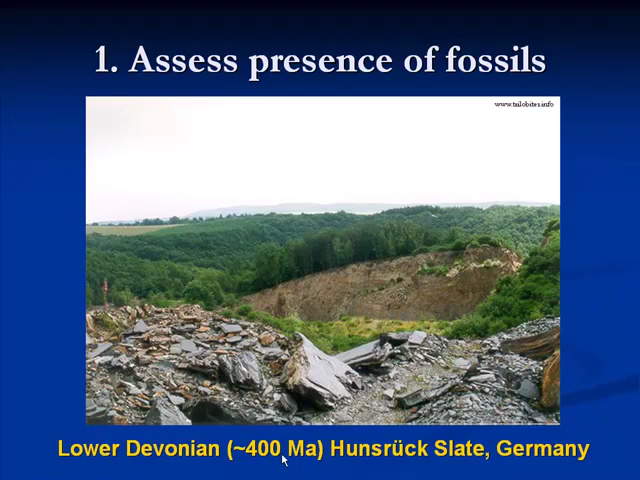 1. Assess presence of fossils
www.trilobites.info
Lower Devonian (~400 Ma) Hunsrück Slate, Germany